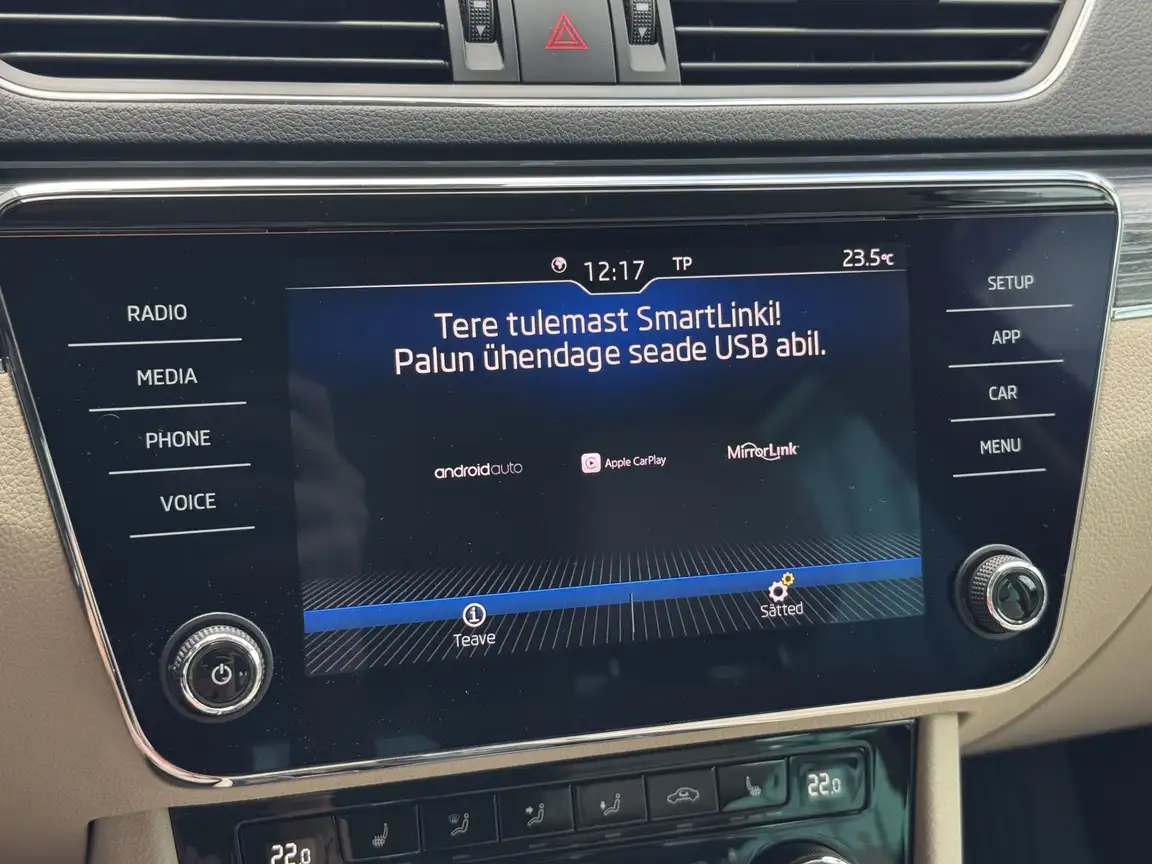 12:17 TP 23.5°C
Tere tulemast SmartLinki!
Palun ühendage seade USB abil.
androidauto Apple CarPlay MirrorLink
Teave Sätted
RADIO
MEDIA
PHONE
VOICE
SETUP
APP
CAR
MENU
22.0
22.0